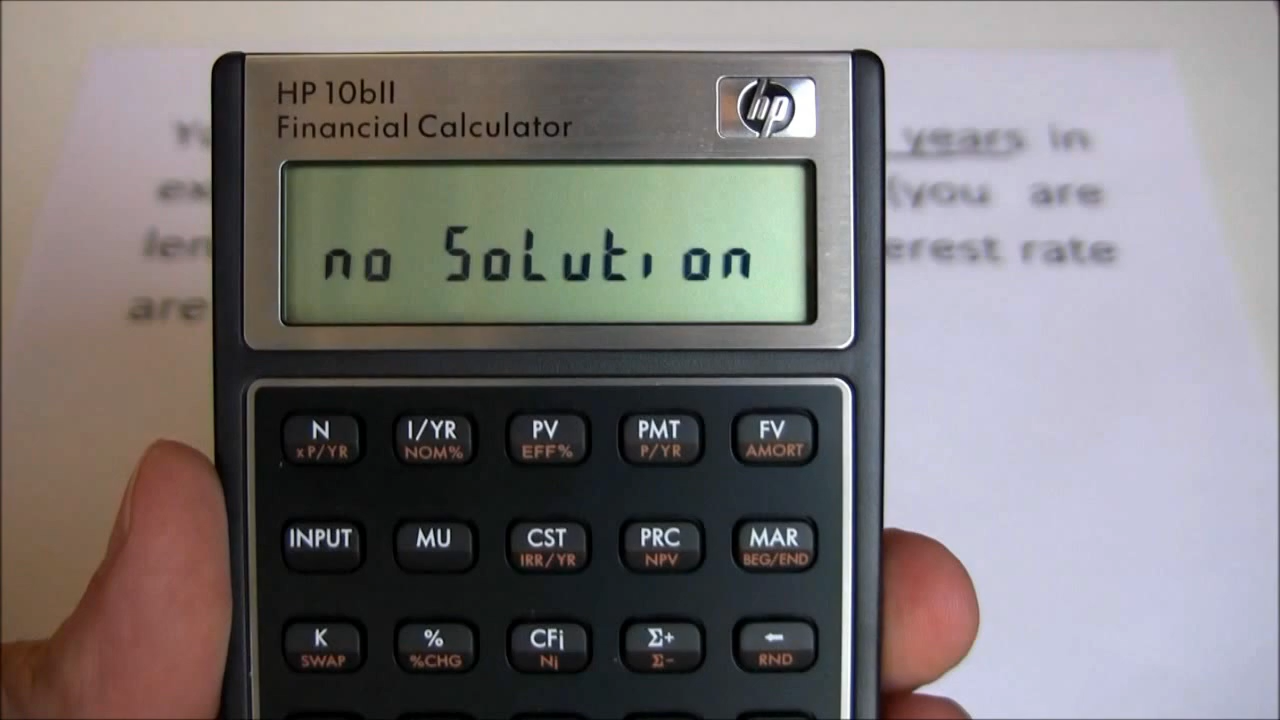 HP 10bII
Financial Calculator
hp
no Solution
years in
(you are
erest rate
are
N I/YR PV PMT FV
xP/YR NOM% EFF% P/YR AMORT
INPUT MU CST PRC MAR
IRR/YR NPV BEG/END
K % CFj Σ+ ←
SWAP %CHG Nj Σ- RND